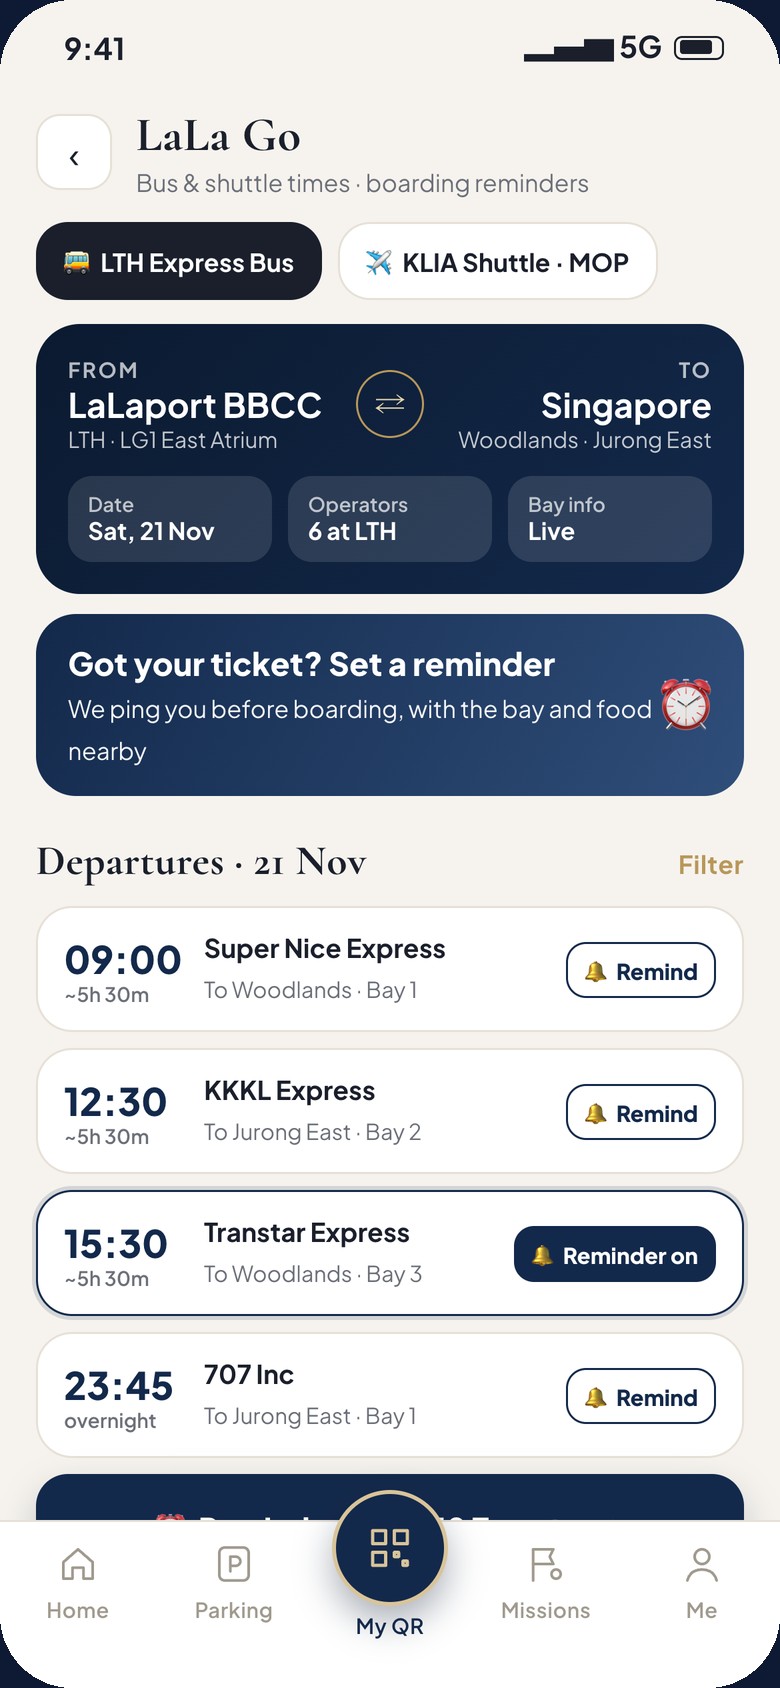 9:41
5G
LaLa Go
Bus & shuttle times · boarding reminders
LTH Express Bus
KLIA Shuttle · MOP
FROM
LaLaport BBCC
LTH · LG1 East Atrium
TO
Singapore
Woodlands · Jurong East
Date
Sat, 21 Nov
Operators
6 at LTH
Bay info
Live
Got your ticket? Set a reminder
We ping you before boarding, with the bay and food
nearby
Departures · 21 Nov
Filter
09:00
~5h 30m
Super Nice Express
To Woodlands · Bay 1
Remind
12:30
~5h 30m
KKKL Express
To Jurong East · Bay 2
Remind
15:30
~5h 30m
Transtar Express
To Woodlands · Bay 3
Reminder on
23:45
overnight
707 Inc
To Jurong East · Bay 1
Remind
Home
P
Parking
My QR
Missions
Me